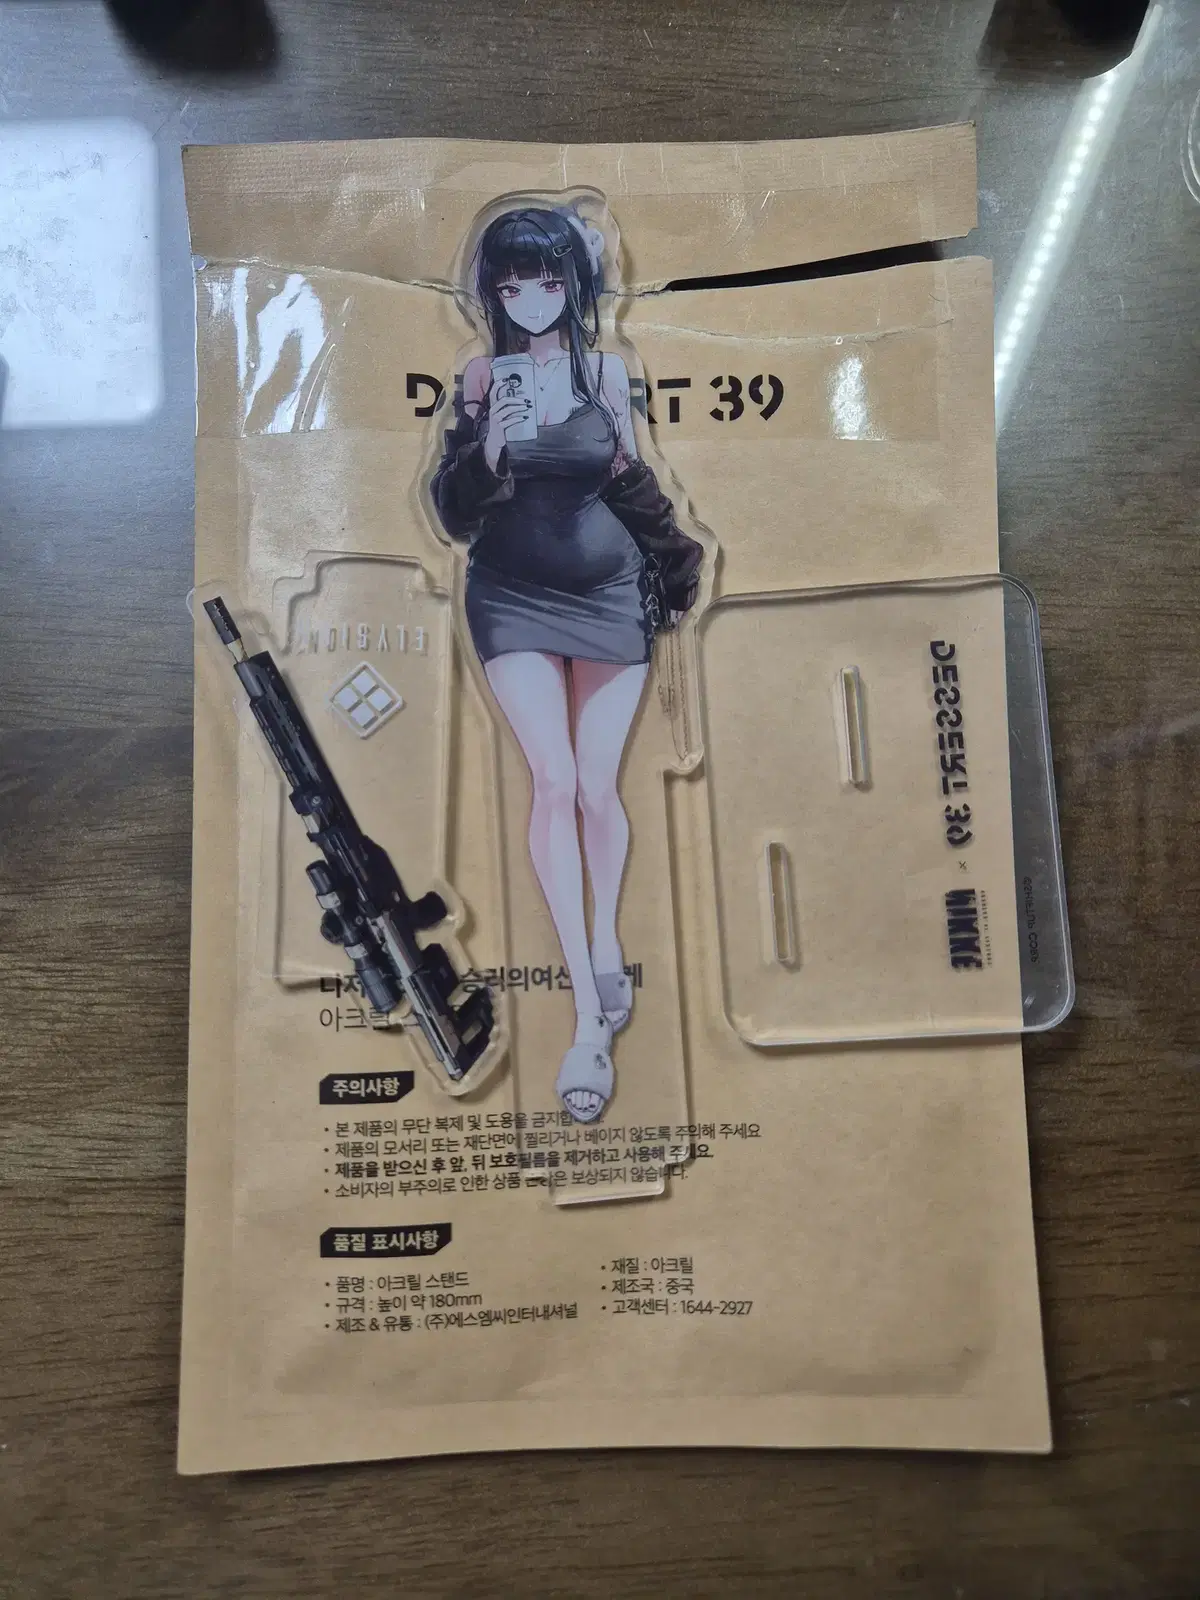 RT 39
ELYSION
DESSERT 39
×
NIKKE
©SHIFT UP CORP.
승리의여신
아크릴
주의사항
• 본 제품의 무단 복제 및 도용을
• 제품의 모서리 또는 재단면에 찔리거나 베이지 않도록 주의해 주세요
• 제품을 받으신 후 앞, 뒤 보호필름을 제거하고 사용해 주세요.
• 소비자의 부주의로 인한 상품 보상되지 않습니다.
품질 표시사항
• 품명 : 아크릴 스탠드
• 규격 : 높이 약 180mm
• 제조 & 유통 : (주)에스엠씨인터내셔널
• 재질 : 아크릴
• 제조국 : 중국
• 고객센터 : 1644-2927